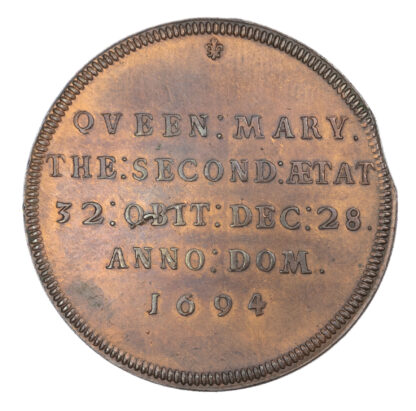 QVEEN: MARY.
THE: SECOND: ÆTAT
32: OBIT: DEC: 28.
ANNO: DOM.
1694